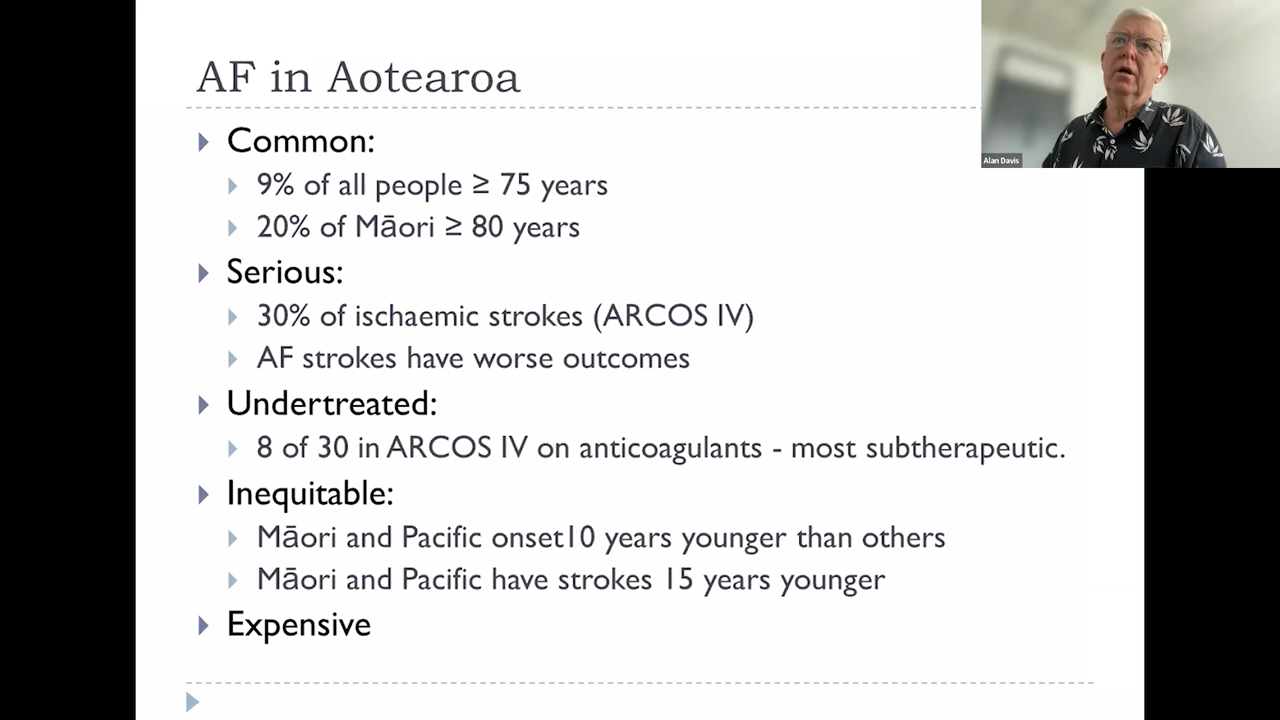 AF in Aotearoa
Common:
9% of all people ≥ 75 years
20% of Māori ≥ 80 years
Serious:
30% of ischaemic strokes (ARCOS IV)
AF strokes have worse outcomes
Undertreated:
8 of 30 in ARCOS IV on anticoagulants - most subtherapeutic.
Inequitable:
Māori and Pacific onset10 years younger than others
Māori and Pacific have strokes 15 years younger
Expensive
Alan Davis